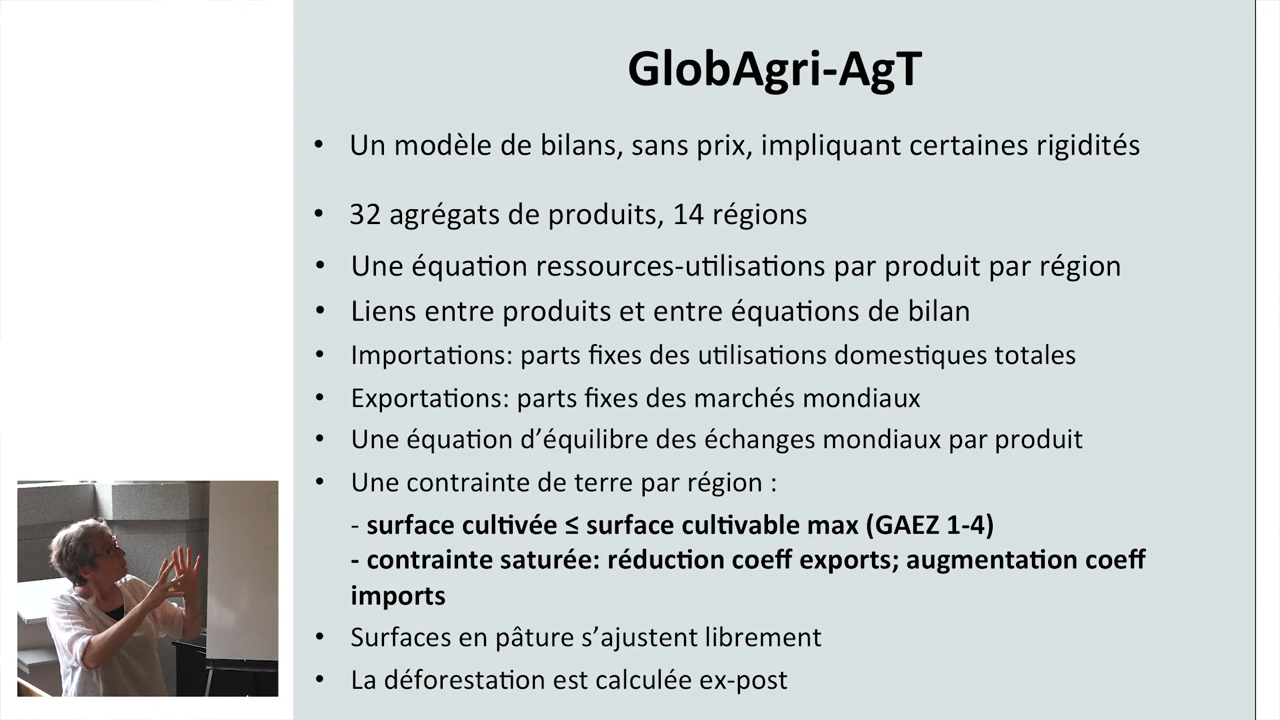 GlobAgri-AgT
• Un modèle de bilans, sans prix, impliquant certaines rigidités
• 32 agrégats de produits, 14 régions
• Une équation ressources-utilisations par produit par région
• Liens entre produits et entre équations de bilan
• Importations: parts fixes des utilisations domestiques totales
• Exportations: parts fixes des marchés mondiaux
• Une équation d’équilibre des échanges mondiaux par produit
• Une contrainte de terre par région :
- surface cultivée ≤ surface cultivable max (GAEZ 1-4)
- contrainte saturée: réduction coeff exports; augmentation coeff
imports
• Surfaces en pâture s’ajustent librement
• La déforestation est calculée ex-post